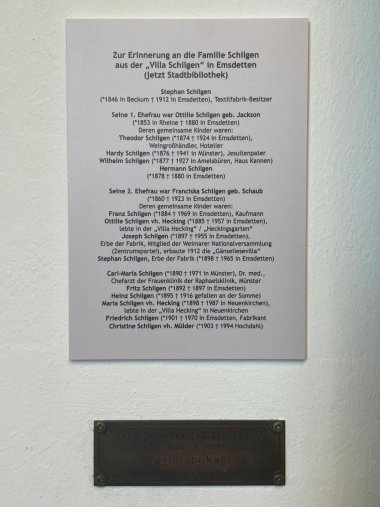 Zur Erinnerung an die Familie Schilgen
aus der „Villa Schilgen“ in Emsdetten
(jetzt Stadtbibliothek)
Stephan Schilgen
(*1846 in Beckum † 1912 in Emsdetten), Textilfabrik-Besitzer
Seine 1. Ehefrau war Ottilie Schilgen geb. Jackson
(*1853 in Rheine † 1880 in Emsdetten)
Deren gemeinsame Kinder waren:
Theodor Schilgen (*1874 † 1924 in Emsdetten),
Weingroßhändler, Hotelier
Hardy Schilgen (*1876 † 1941 in Münster), Jesuitenpater
Wilhelm Schilgen (*1877 † 1927 in Amelsbüren, Haus Kannen)
Hermann Schilgen
(*1878 † 1880 in Emsdetten)
Seine 2. Ehefrau war Franciska Schilgen geb. Schaub
(*1860 † 1923 in Emsdetten)
Deren gemeinsame Kinder waren:
Franz Schilgen (*1884 † 1969 in Emsdetten), Kaufmann
Ottilie Schilgen vh. Hecking (*1885 † 1957 in Emsdetten),
lebte in der „Villa Hecking“ / „Heckingsgarten“
Joseph Schilgen (*1897 † 1955 in Emsdetten),
Erbe der Fabrik, Mitglied der Weimarer Nationalversammlung
(Zentrumspartei), erbaute 1912 die „Gänselieselvilla“
Stephan Schilgen, Erbe der Fabrik (*1898 † 1965 in Emsdetten)
Carl-Maria Schilgen (*1890 † 1971 in Münster), Dr. med.,
Chefarzt der Frauenklinik der Raphaelsklinik, Münster
Fritz Schilgen (*1892 † 1897 in Emsdetten)
Heinz Schilgen (*1895 † 1916 gefallen an der Somme)
Maria Schilgen vh. Hecking (*1898 † 1987 in Neuenkirchen),
lebte in der „Villa Hecking“ in Neuenkirchen
Friedrich Schilgen (*1901 † 1970 in Emsdetten, Fabrikant
Christine Schilgen vh. Mülder (*1903 † 1994 Hochdahl)